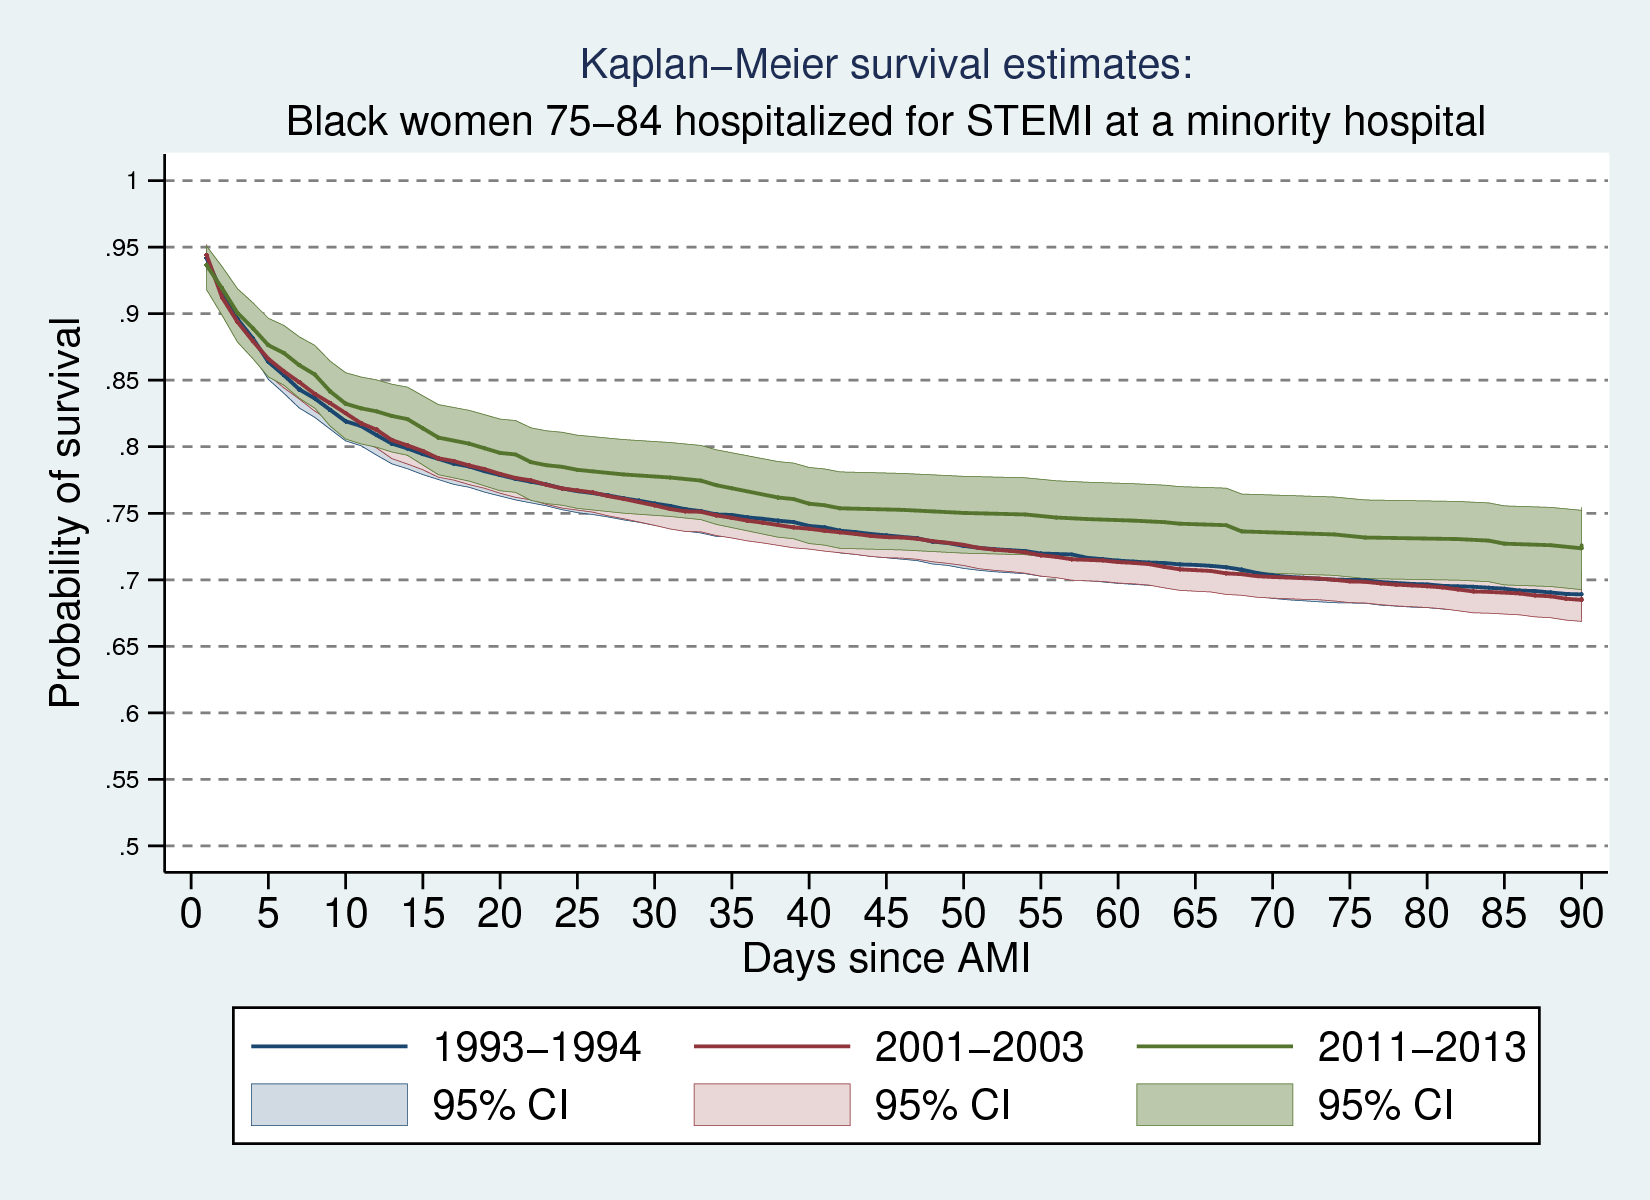 Kaplan−Meier survival estimates:
Black women 75−84 hospitalized for STEMI at a minority hospital
Probability of survival
1
.95
.9
.85
.8
.75
.7
.65
.6
.55
.5
0 5 10 15 20 25 30 35 40 45 50 55 60 65 70 75 80 85 90
Days since AMI
1993−1994 2001−2003 2011−2013
95% CI 95% CI 95% CI